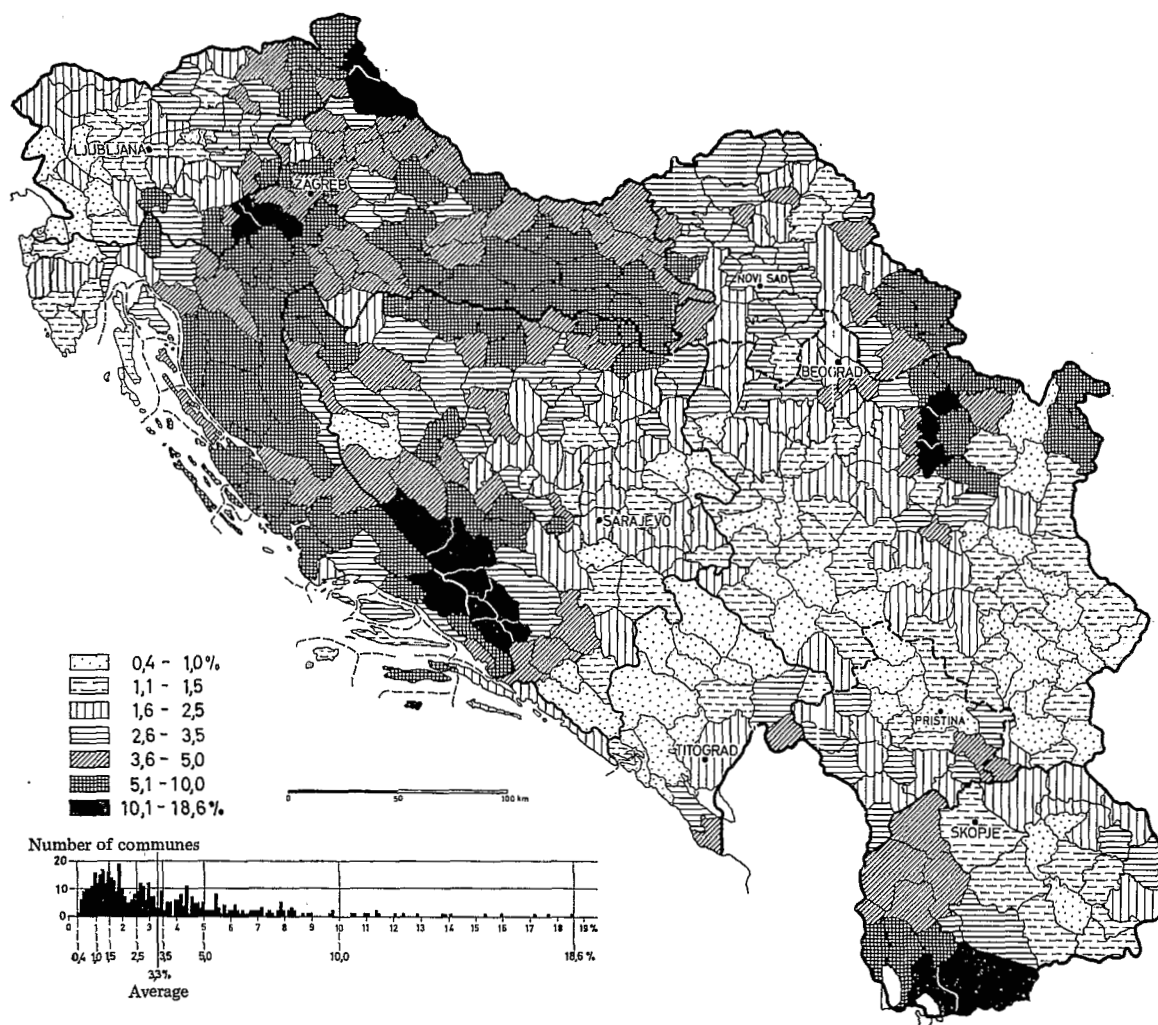 LJUBLJANA
ZAGREB
NOVI SAD
BEOGRAD
SARAJEVO
PRIŠTINA
TITOGRAD
SKOPJE
0,4 - 1,0%
1,1 - 1,5
1,6 - 2,5
2,6 - 3,5
3,6 - 5,0
5,1 - 10,0
10,1 - 18,6%
0 50 100 km
Number of communes
20
10
0
0 1 2 3 4 5 6 7 8 9 10 11 12 13 14 15 16 17 18 19 %
0,4 1,0 1,5 2,5 3,5 5,0 10,0 18,6 %
3,3%
Average